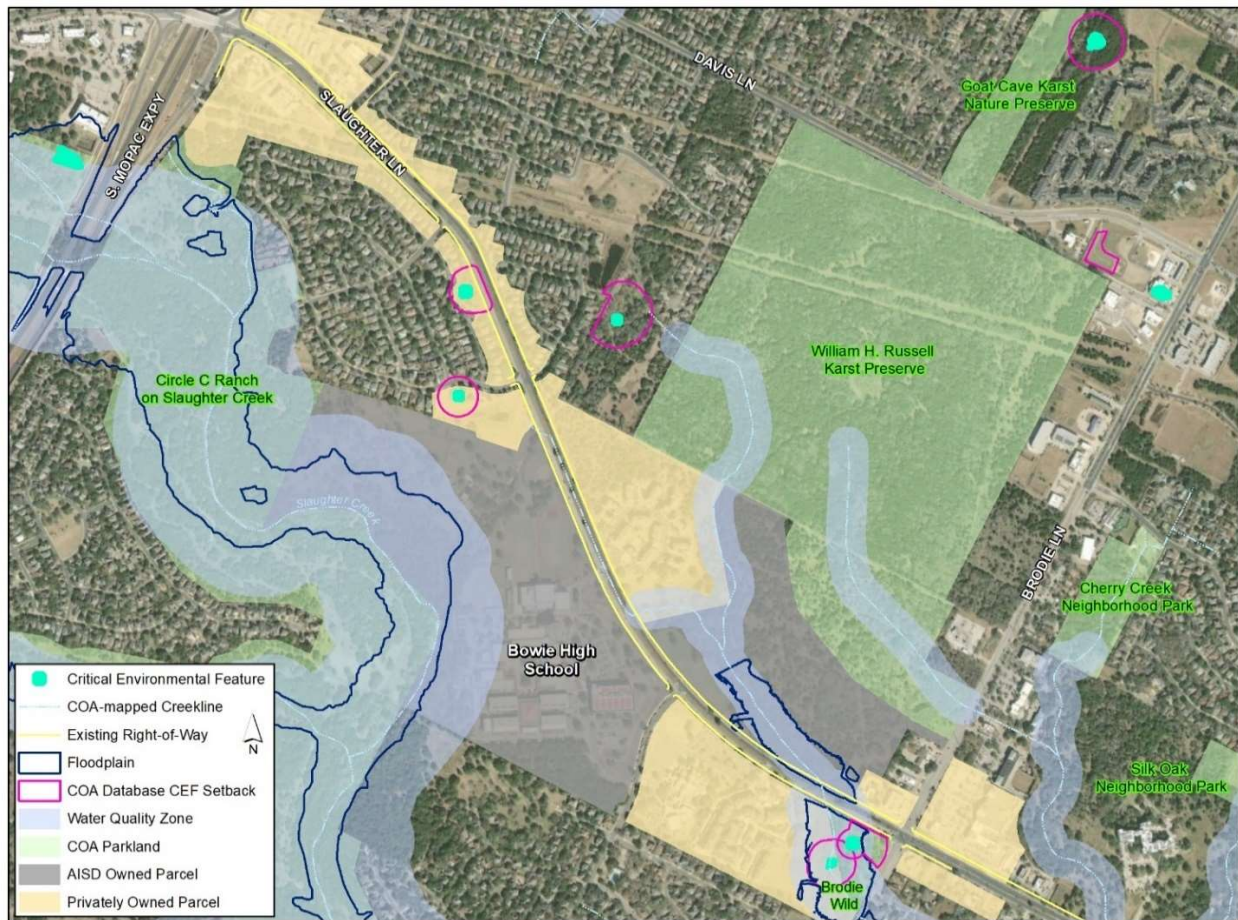 DAVIS LN
Goat Cave Karst
Nature Preserve
SLAUGHTER LN
S. MOPAC EXPY
William H. Russell
Karst Preserve
Circle C Ranch
on Slaughter Creek
Slaughter Creek
BRODIE LN
Cherry Creek
Neighborhood Park
Bowie High
School
Silk Oak
Neighborhood Park
Brodie
Wild
Critical Environmental Feature
COA-mapped Creekline
Existing Right-of-Way
N
Floodplain
COA Database CEF Setback
Water Quality Zone
COA Parkland
AISD Owned Parcel
Privately Owned Parcel